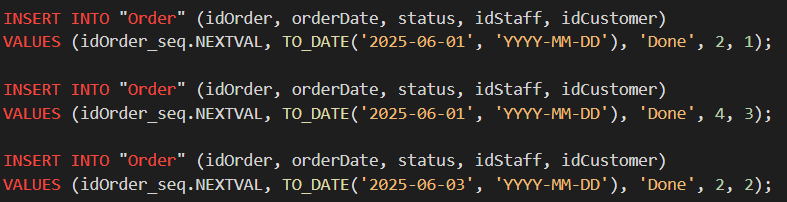 INSERT INTO "Order" (idOrder, orderDate, status, idStaff, idCustomer)
VALUES (idOrder_seq.NEXTVAL, TO_DATE('2025-06-01', 'YYYY-MM-DD'), 'Done', 2, 1);
INSERT INTO "Order" (idOrder, orderDate, status, idStaff, idCustomer)
VALUES (idOrder_seq.NEXTVAL, TO_DATE('2025-06-01', 'YYYY-MM-DD'), 'Done', 4, 3);
INSERT INTO "Order" (idOrder, orderDate, status, idStaff, idCustomer)
VALUES (idOrder_seq.NEXTVAL, TO_DATE('2025-06-03', 'YYYY-MM-DD'), 'Done', 2, 2);